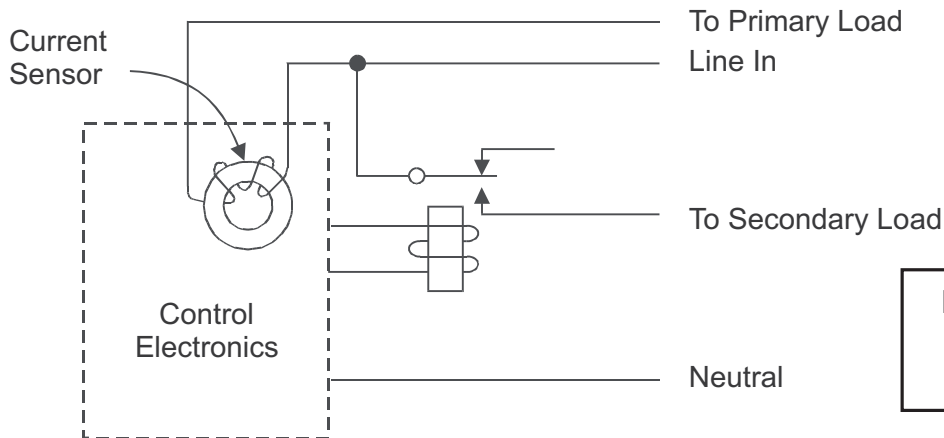 To Primary Load
Line In
Current
Sensor
To Secondary Load
Control
Electronics
Neutral